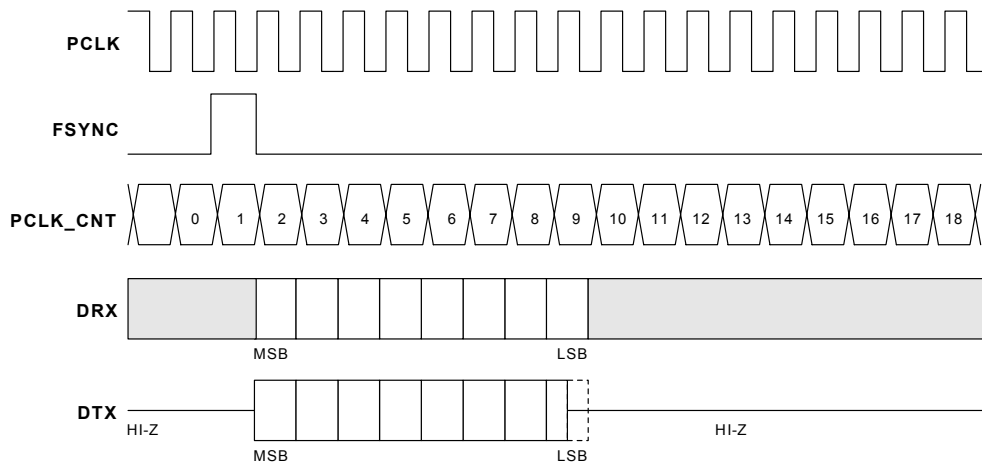 PCLK
FSYNC
PCLK_CNT 0 1 2 3 4 5 6 7 8 9 10 11 12 13 14 15 16 17 18
DRX
MSB LSB
DTX
HI-Z HI-Z
MSB LSB